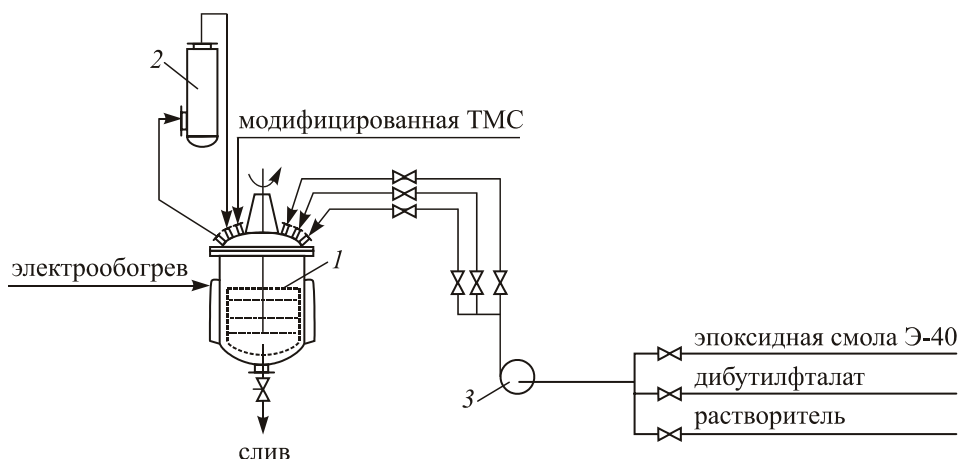 2
модифицированная ТМС
электрообогрев
1
эпоксидная смола Э-40
3
дибутилфталат
растворитель
слив